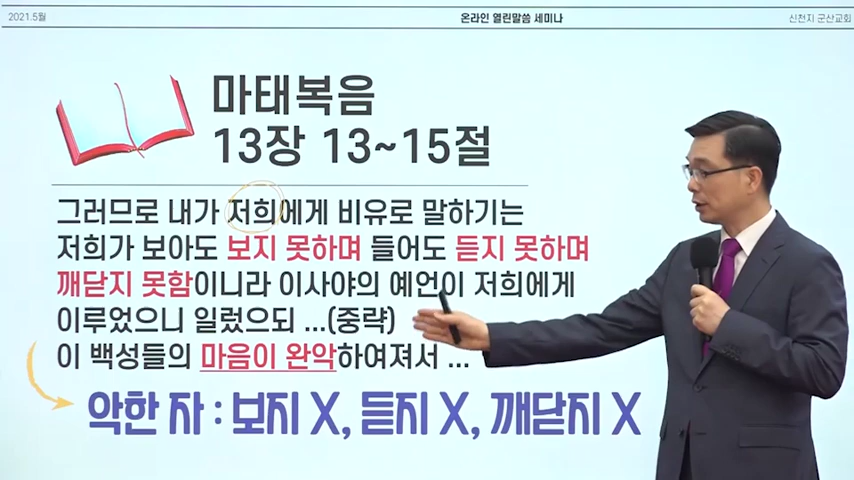 2021.5월
온라인 열린말씀 세미나
신천지 군산교회
마태복음
13장 13~15절
그러므로 내가 저희에게 비유로 말하기는
저희가 보아도 보지 못하며 들어도 듣지 못하며
깨닫지 못함이니라 이사야의 예언이 저희에게
이루었으니 일렀으되 ...(중략)
이 백성들의 마음이 완악하여져서 ...
악한 자 : 보지 X, 듣지 X, 깨닫지 X